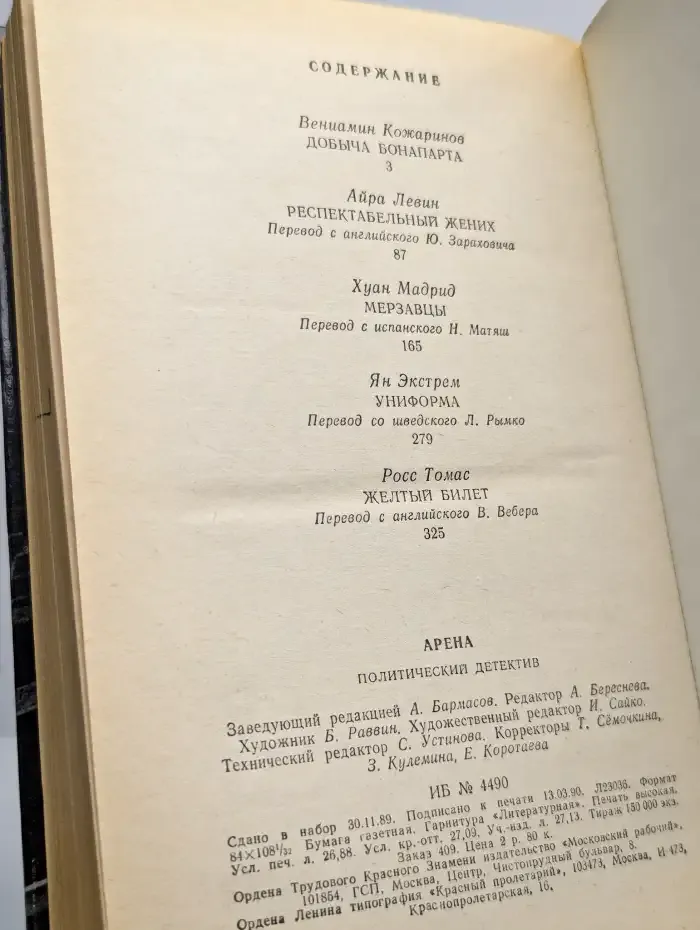 СОДЕРЖАНИЕ
Вениамин Кожаринов
ДОБЫЧА БОНАПАРТА
3
Айра Левин
РЕСПЕКТАБЕЛЬНЫЙ ЖЕНИХ
Перевод с английского Ю. Зараховича
87
Хуан Мадрид
МЕРЗАВЦЫ
Перевод с испанского Н. Матяш
165
Ян Экстрем
УНИФОРМА
Перевод со шведского Л. Рымко
279
Росс Томас
ЖЕЛТЫЙ БИЛЕТ
Перевод с английского В. Вебера
325
АРЕНА
ПОЛИТИЧЕСКИЙ ДЕТЕКТИВ
Заведующий редакцией А. Бармасов. Редактор А. Береснева.
Художник Б. Раввин. Художественный редактор И. Сайко.
Технический редактор С. Устинова. Корректоры Т. Сёмочкина,
З. Кулемина, Е. Коротаева
ИБ № 4490
Сдано в набор 30.11.89. Подписано к печати 13.03.90. Л23036. Формат
84×108¹/₃₂ Бумага газетная. Гарнитура «Литературная». Печать высокая.
Усл. печ. л. 26,88. Усл. кр.-отт. 27,09. Уч.-изд. л. 27,13. Тираж 150 000 экз.
Заказ 409. Цена 2 р. 80 к.
Ордена Трудового Красного Знамени издательство «Московский рабочий»,
101854, ГСП, Москва, Центр, Чистопрудный бульвар, 8.
Ордена Ленина типография «Красный пролетарий», 103473, Москва, И-473,
Краснопролетарская, 16.